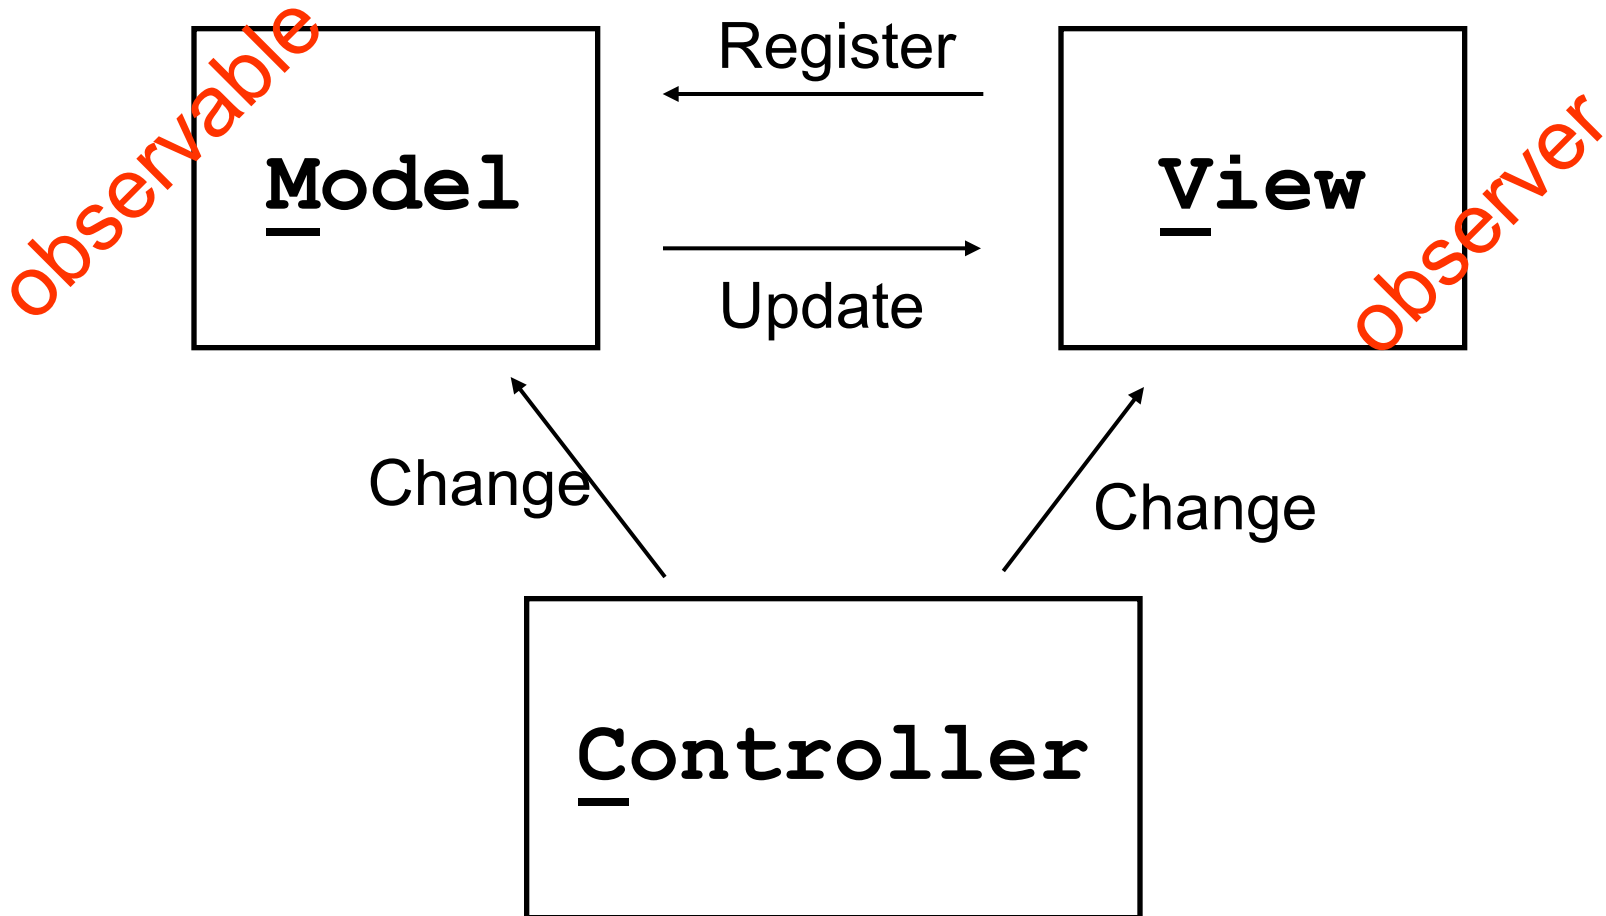 observable
Model
Register
Update
View
observer
Change
Change
Controller